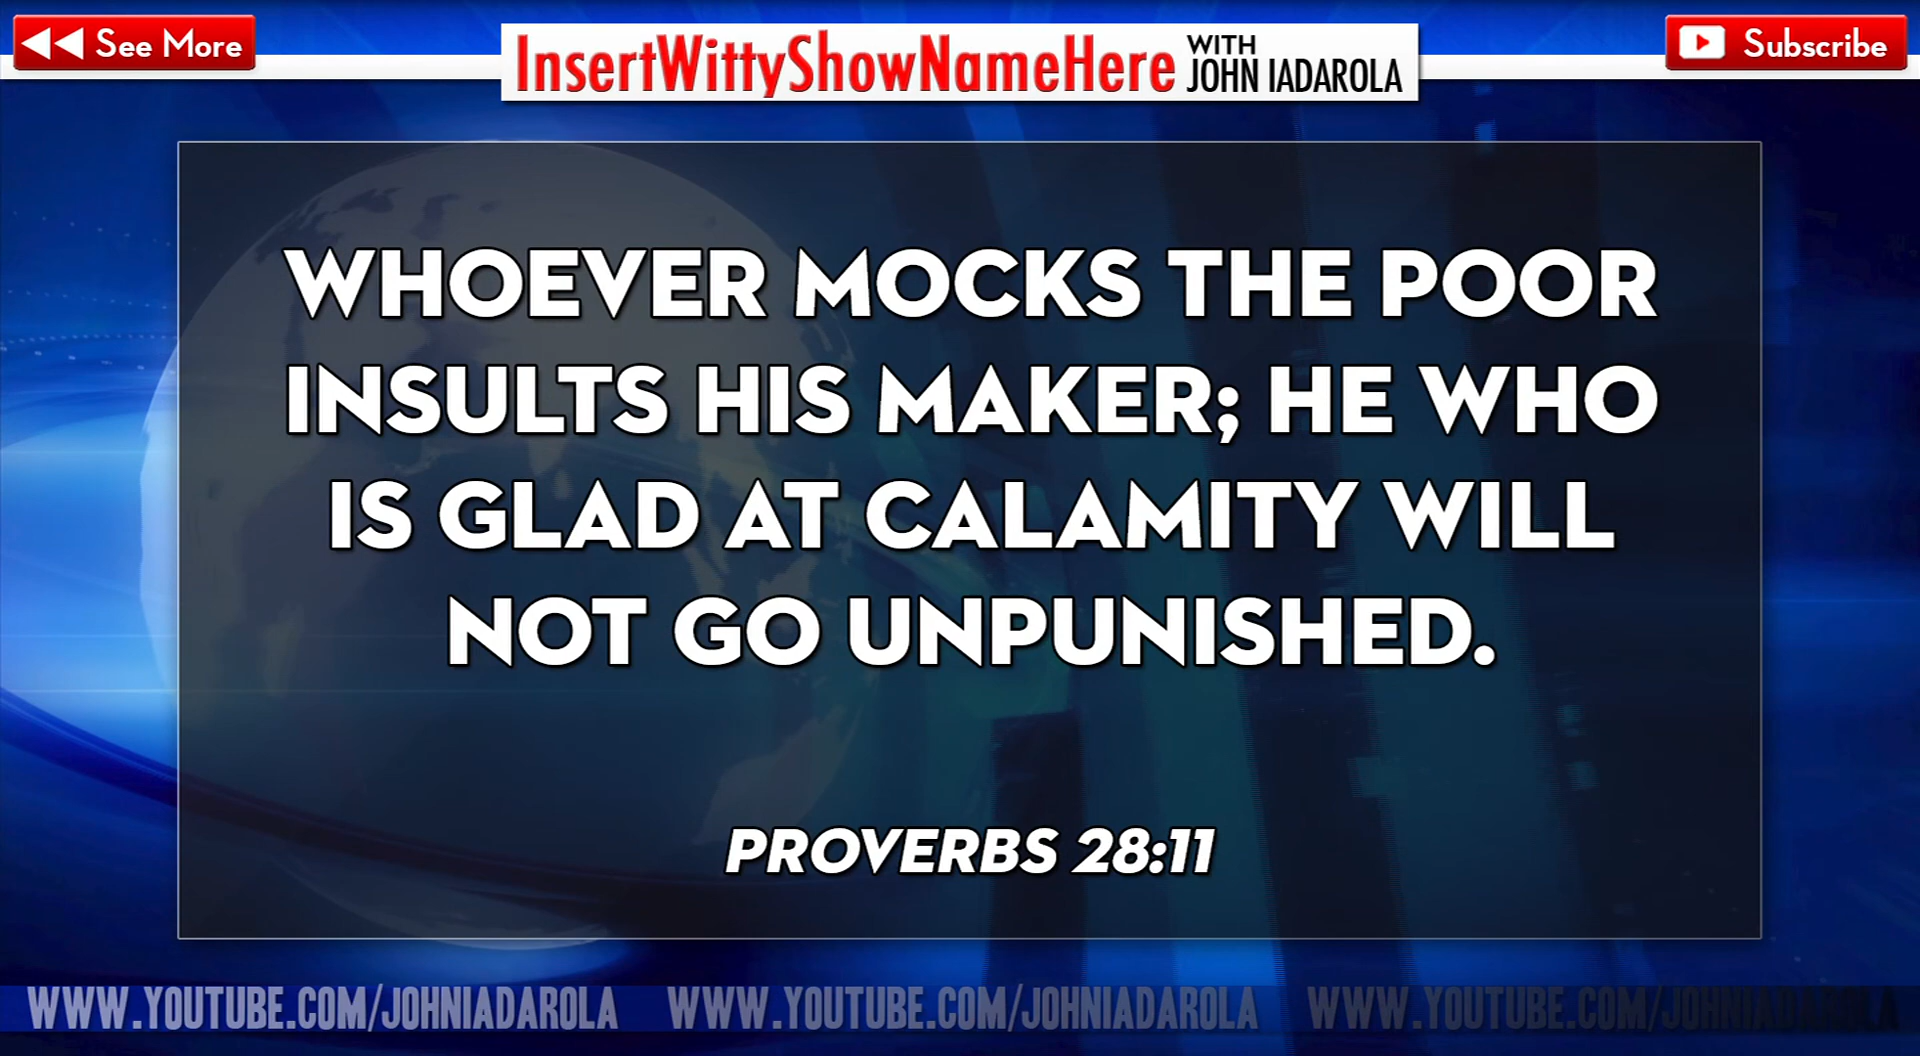 See More
InsertWittyShowNameHere
WITH
JOHN IADAROLA
Subscribe
WHOEVER MOCKS THE POOR
INSULTS HIS MAKER; HE WHO
IS GLAD AT CALAMITY WILL
NOT GO UNPUNISHED.
PROVERBS 28:11
WWW.YOUTUBE.COM/JOHNIADAROLA WWW.YOUTUBE.COM/JOHNIADAROLA WWW.YOUTUBE.COM/JOHNIADAROLA